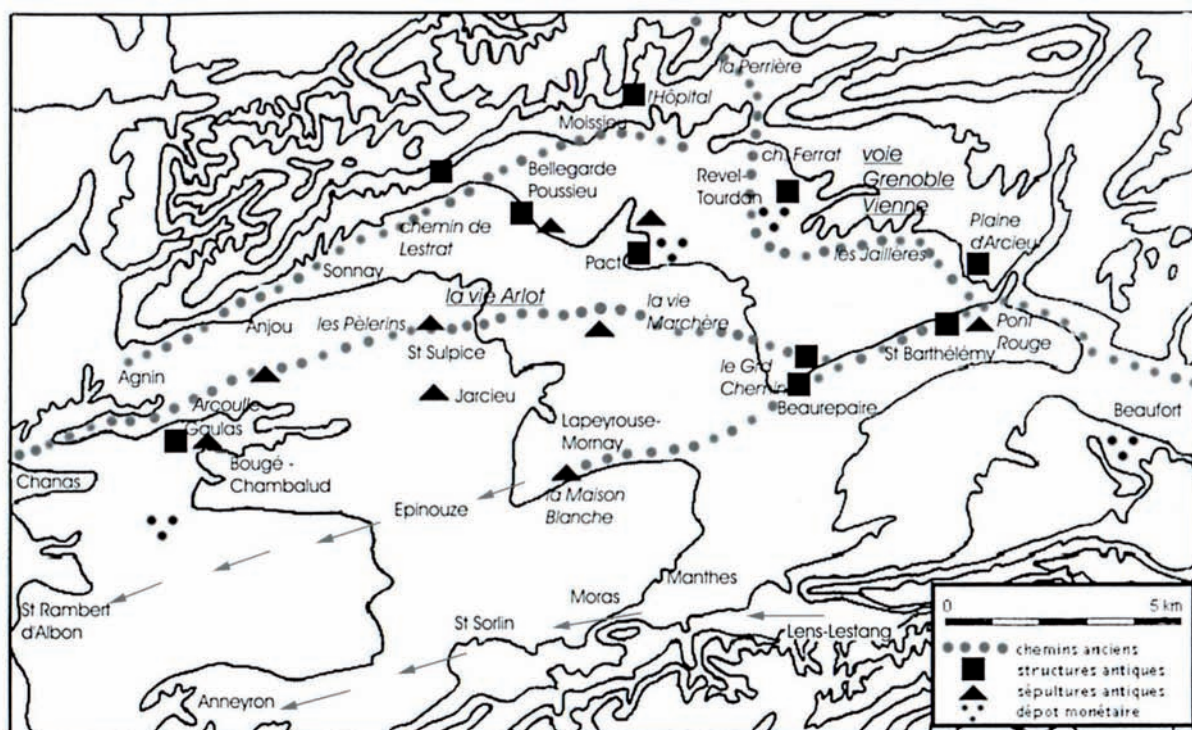 la Perrière
l'Hôpital
Moissieu
ch. Ferrat
voie
Grenoble
Vienne
Bellegarde
Poussieu
Revel-
Tourdan
Plaine
d'Arcieu
chemin de
Lestrat
Pact
les Jaillères
Sonnay
la vie Arlot
la vie
Marchère
Anjou
les Pèlerins
St Sulpice
Pont
Rouge
St Barthélémy
le Grd
Chemin
Agnin
Jarcieu
Beaurepaire
Arcoulle
Gaulas
Lapeyrouse-
Mornay
Beaufort
Bougé -
Chambalud
Chanas
la Maison
Blanche
Epinouze
Manthes
Moras
St Rambert
d'Albon
St Sorlin
Lens-Lestang
Anneyron
0 5 km
chemins anciens
structures antiques
sépultures antiques
dépot monétaire